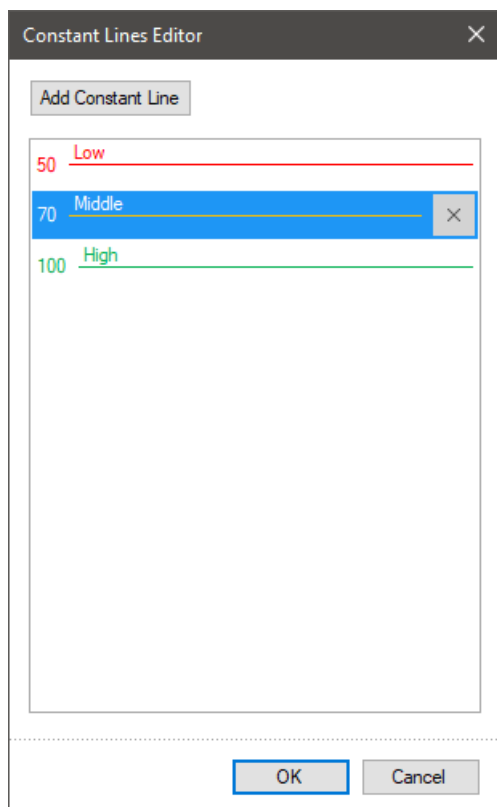 Constant Lines Editor
Add Constant Line
Low
50
Middle
70
High
100
OK Cancel